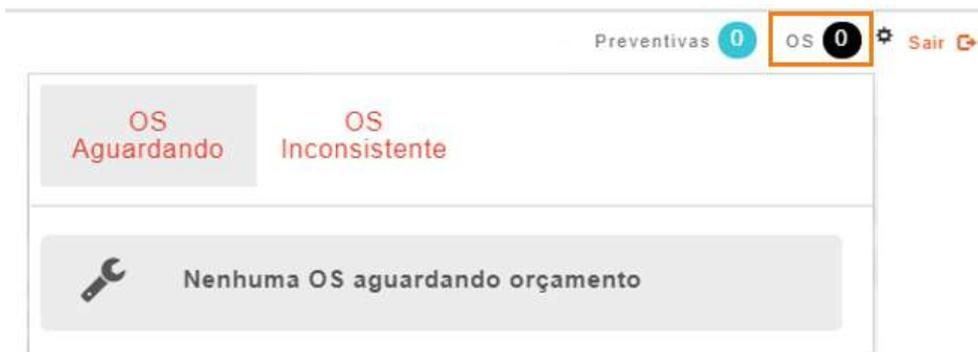 Preventivas 0 OS 0 Sair
OS Aguardando
OS Inconsistente
Nenhuma OS aguardando orçamento